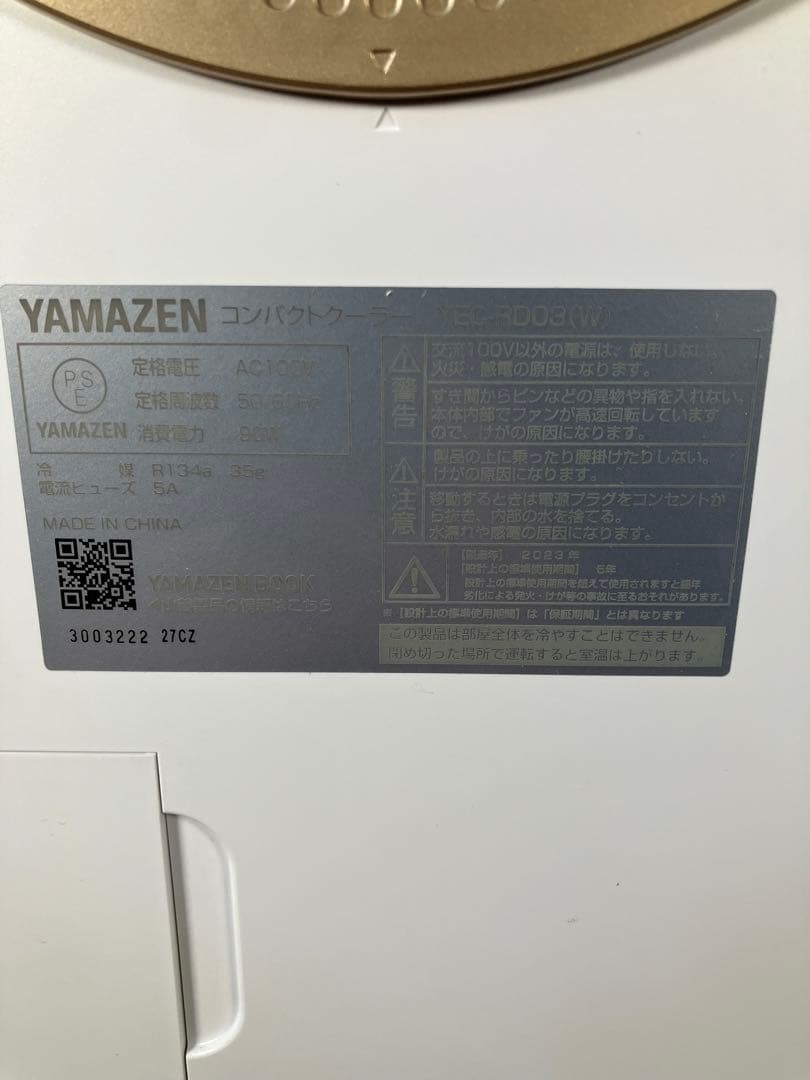 YAMAZEN コンパクトクーラー
PS
E
YAMAZEN
定格電圧 AC100V
定格周波数 50/60Hz
消費電力
冷 媒 R134a 35g
電流ヒューズ 5A
MADE IN CHINA
YAMAZEN BOOK
3003222 27CZ
警告
交流100V以外の電源は、使用しない。
火災・感電の原因になります。
すき間からピンなどの異物や指を入れない。
本体内部でファンが高速回転しています
ので、けがの原因になります。
注意
製品の上に乗ったり腰掛けたりしない。
けがの原因になります。
移動するときは電源プラグをコンセントか
ら抜き、内部の水を捨てる。
水漏れや感電の原因になります。
[製造年] 2023年
[設計上の標準使用期間] 6年
設計上の標準使用期間を超えて使用されますと経年
劣化による発火・けが等の事故に至るおそれがあります。
※ [設計上の標準使用期間] は「保証期間」とは異なります
この製品は部屋全体を冷やすことはできません。
閉め切った場所で運転すると室温は上がります。